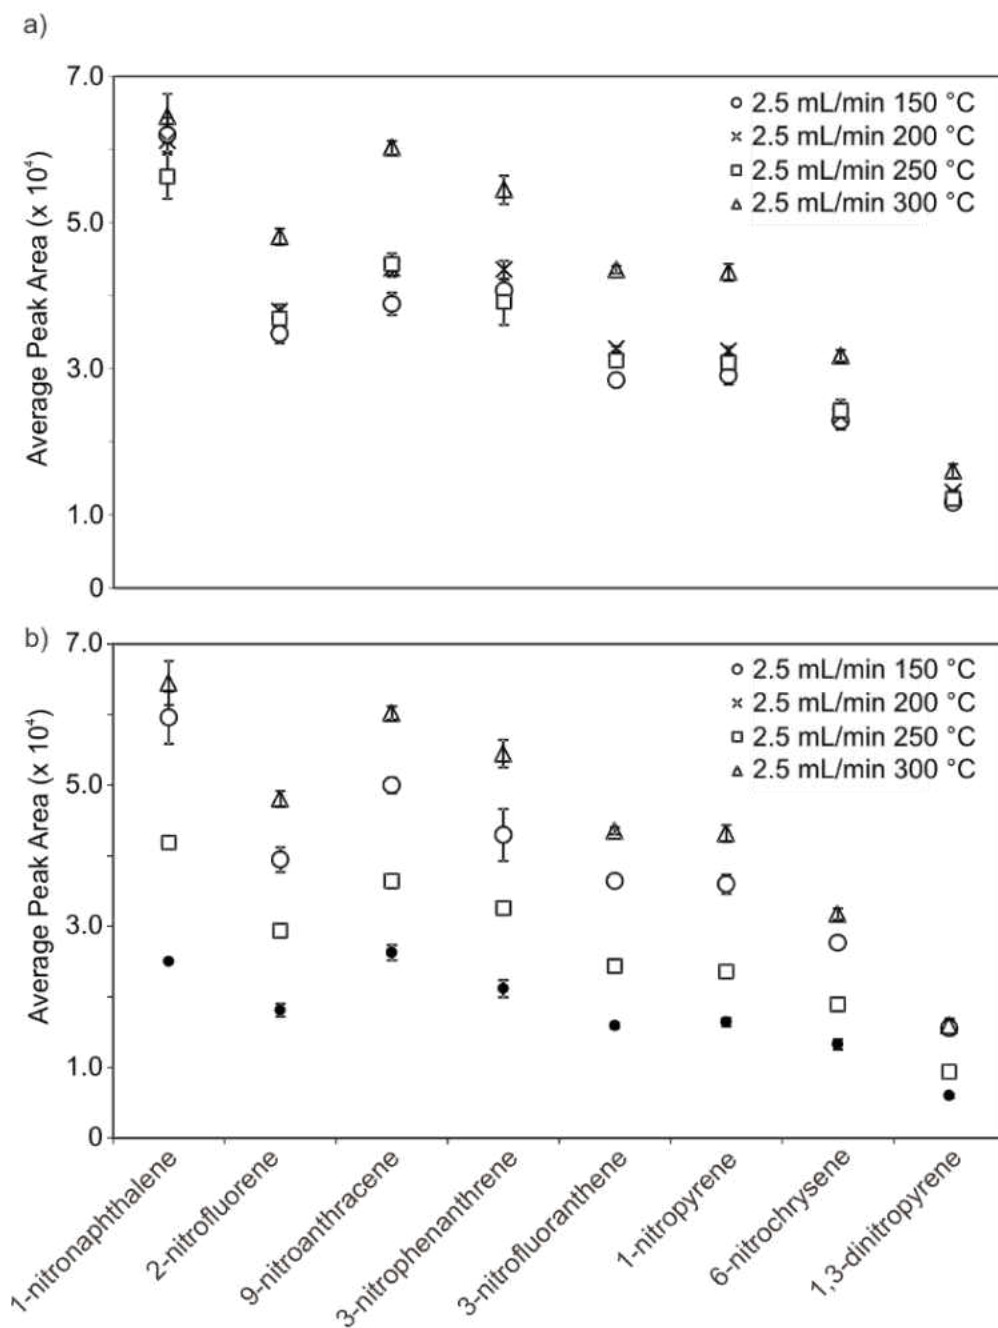 a)
7.0
5.0
3.0
1.0
0
Average Peak Area (x 10⁴)
2.5 mL/min 150 °C
2.5 mL/min 200 °C
2.5 mL/min 250 °C
2.5 mL/min 300 °C
b)
7.0
5.0
3.0
1.0
0
Average Peak Area (x 10⁴)
2.5 mL/min 150 °C
2.5 mL/min 200 °C
2.5 mL/min 250 °C
2.5 mL/min 300 °C
1-nitronaphthalene
2-nitrofluorene
9-nitroanthracene
3-nitrophenanthrene
3-nitrofluoranthene
1-nitropyrene
6-nitrochrysene
1,3-dinitropyrene